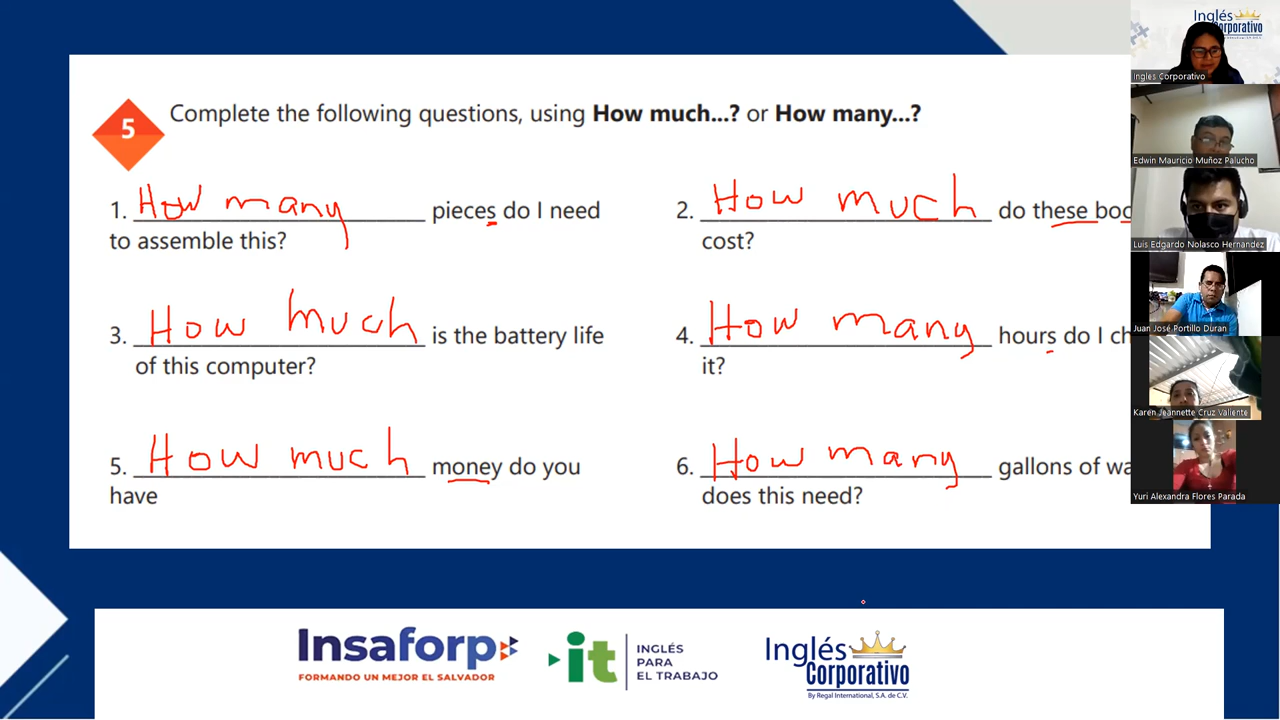 5
Complete the following questions, using How much...? or How many...?
1. How many pieces do I need
to assemble this?
2. How much do these
cost?
3. How much is the battery life
of this computer?
4. How many hours do I
it?
5. How much money do you
have
6. How many gallons of
does this need?
Insaforp
FORMANDO UN MEJOR EL SALVADOR
it
INGLÉS
PARA
EL TRABAJO
Inglés
Corporativo
By Regal International, S.A. de C.V.
Inglés
Corporativo
Ingles Corporativo
Edwin Mauricio Muñoz Palucho
Luis Edgardo Nolasco Hernandez
Juan José Portillo Duran
Karen Jeannette Cruz Valiente
Yuri Alexandra Flores Parada